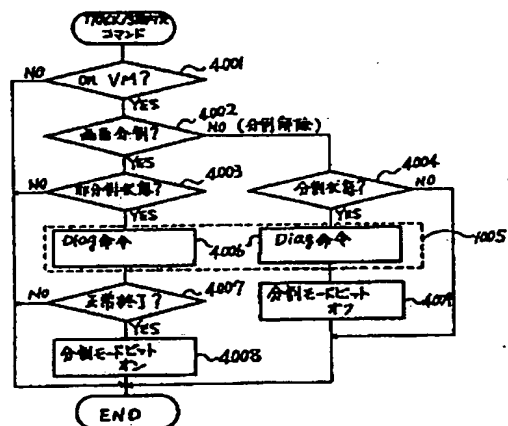 コマンド
on VM?
4001
NO
YES
画面分割?
4002
NO (分割解除)
YES
非分割状態?
4003
NO
YES
分割状態?
4004
NO
YES
Diag命令
4006
Diag命令
4005
正常終了?
4007
NO
YES
分割モードビット
オフ
4009
分割モードビット
オン
4008
END